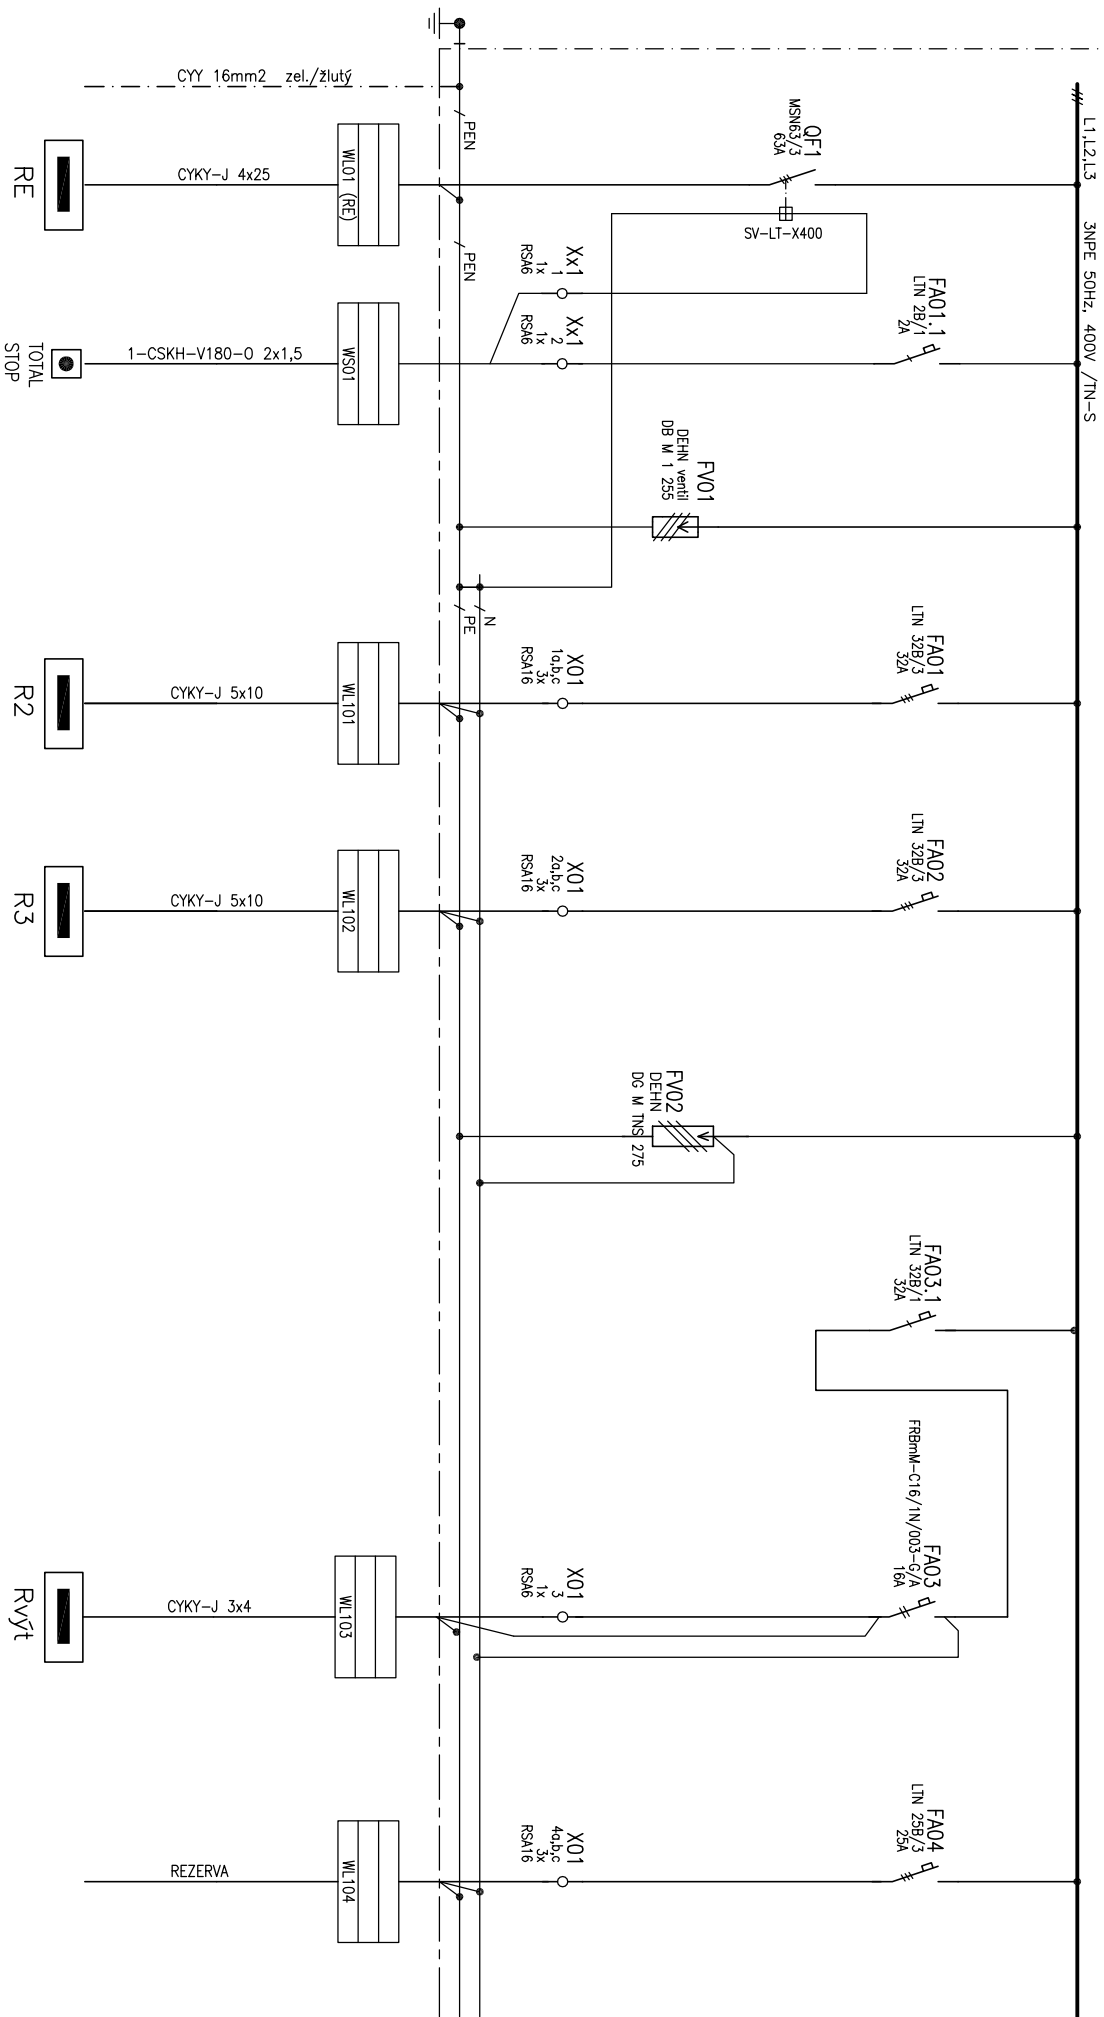 L1,L2,L3    3NPE 50Hz, 400V /TN-S
CYY 16mm2   zel./žlutý
PEN
QF1
MSN63/3
63A
SV-LT-X400
WL01 (RE)
CYKY-J 4x25
RE
PEN
Xx1
1
1x
RSA6
FA01.1
LTN 2B/1
2A
Xx1
2
1x
RSA6
WS01
1-CSKH-V180-O 2x1,5
TOTAL
STOP
FV01
DEHN ventil
DB M 1 255
N
PE
FA01
LTN 32B/3
32A
X01
1a,b,c
3x
RSA16
WL101
CYKY-J 5x10
R2
FA02
LTN 32B/3
32A
X01
2a,b,c
3x
RSA16
WL102
CYKY-J 5x10
R3
FV02
DEHN
DG M TNS 275
FA03.1
LTN 32B/1
32A
FA03
FRBmM-C16/1N/003-G/A
16A
X01
3
1x
RSA6
WL103
CYKY-J 3x4
Rvýt
FA04
LTN 25B/3
25A
X01
4a,b,c
3x
RSA16
WL104
REZERVA